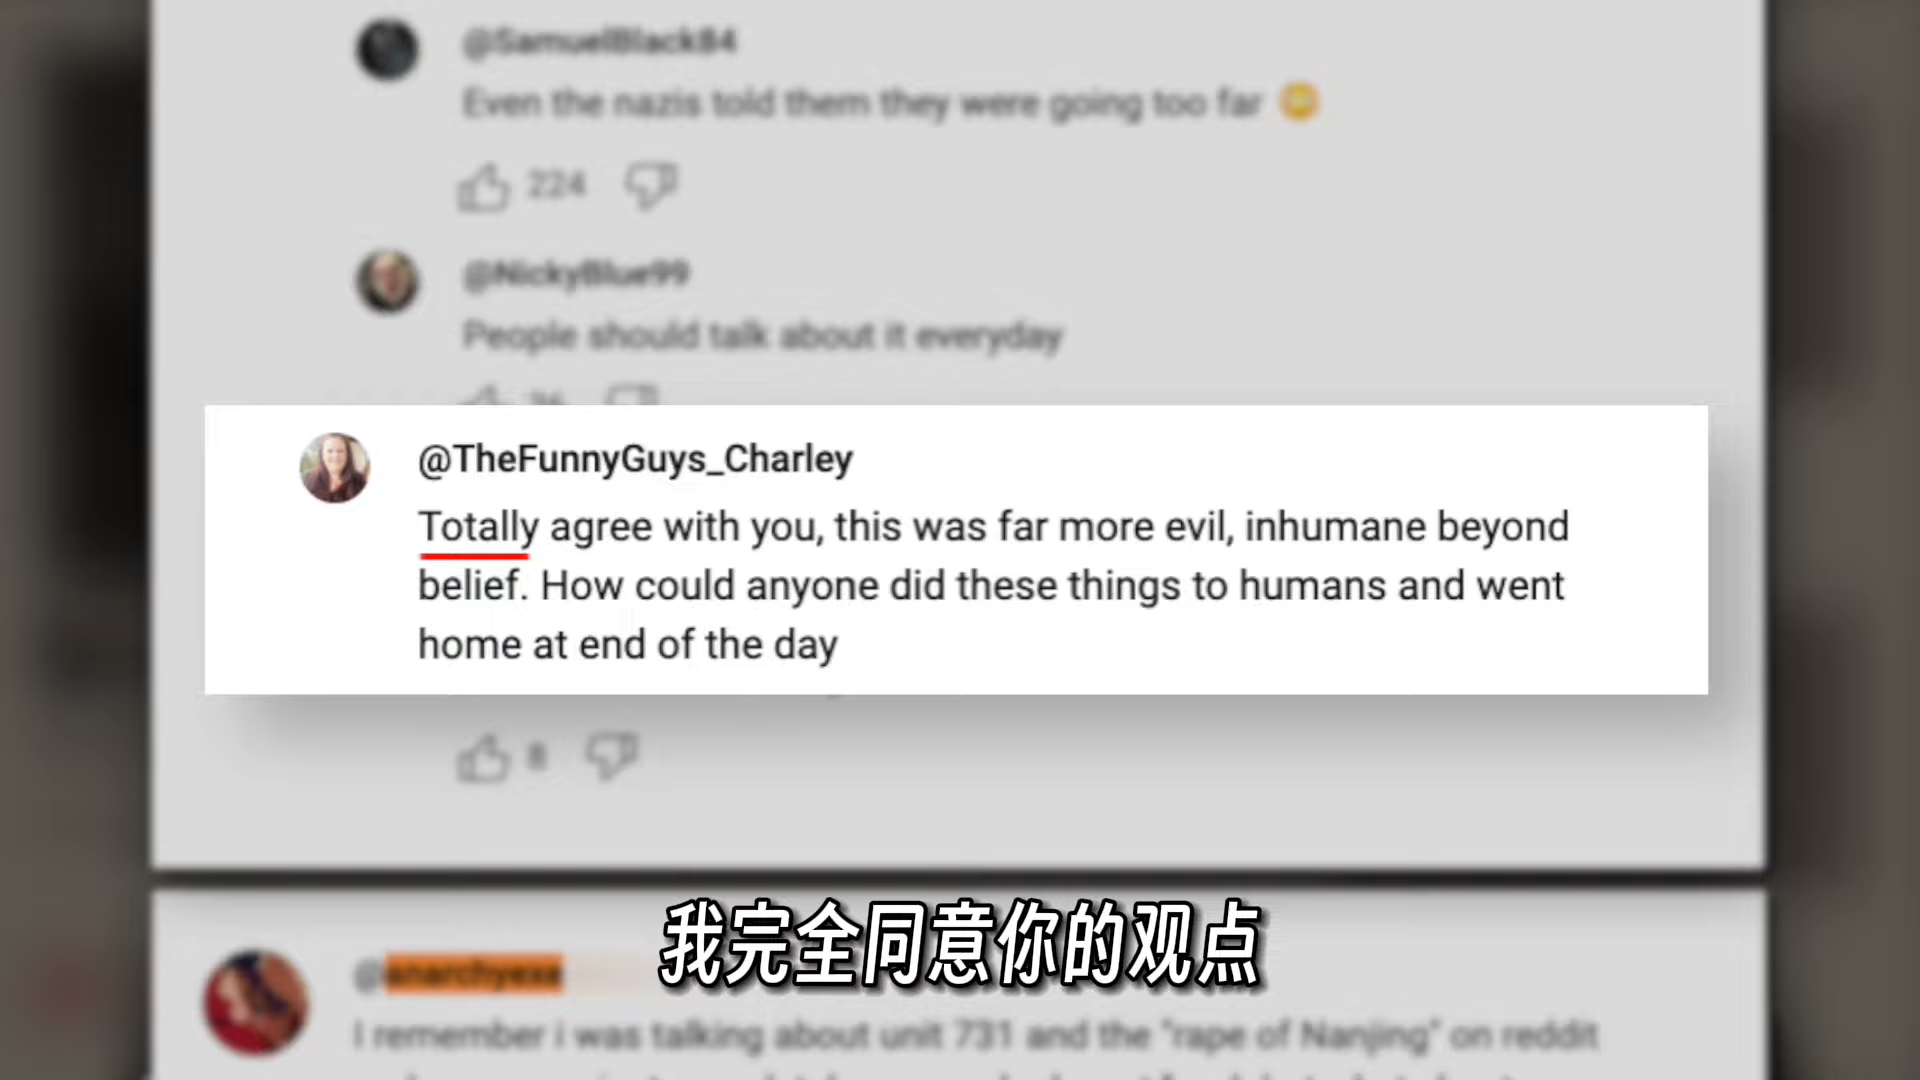 @SamuelBlack84
Even the nazis told them they were going too far
224
@NickyBlue99
People should talk about it everyday
@TheFunnyGuys_Charley
Totally agree with you, this was far more evil, inhumane beyond
belief. How could anyone did these things to humans and went
home at end of the day
8
我完全同意你的观点
@anarchyexe
I remember i was talking about unit 731 and the "rape of Nanjing" on reddit